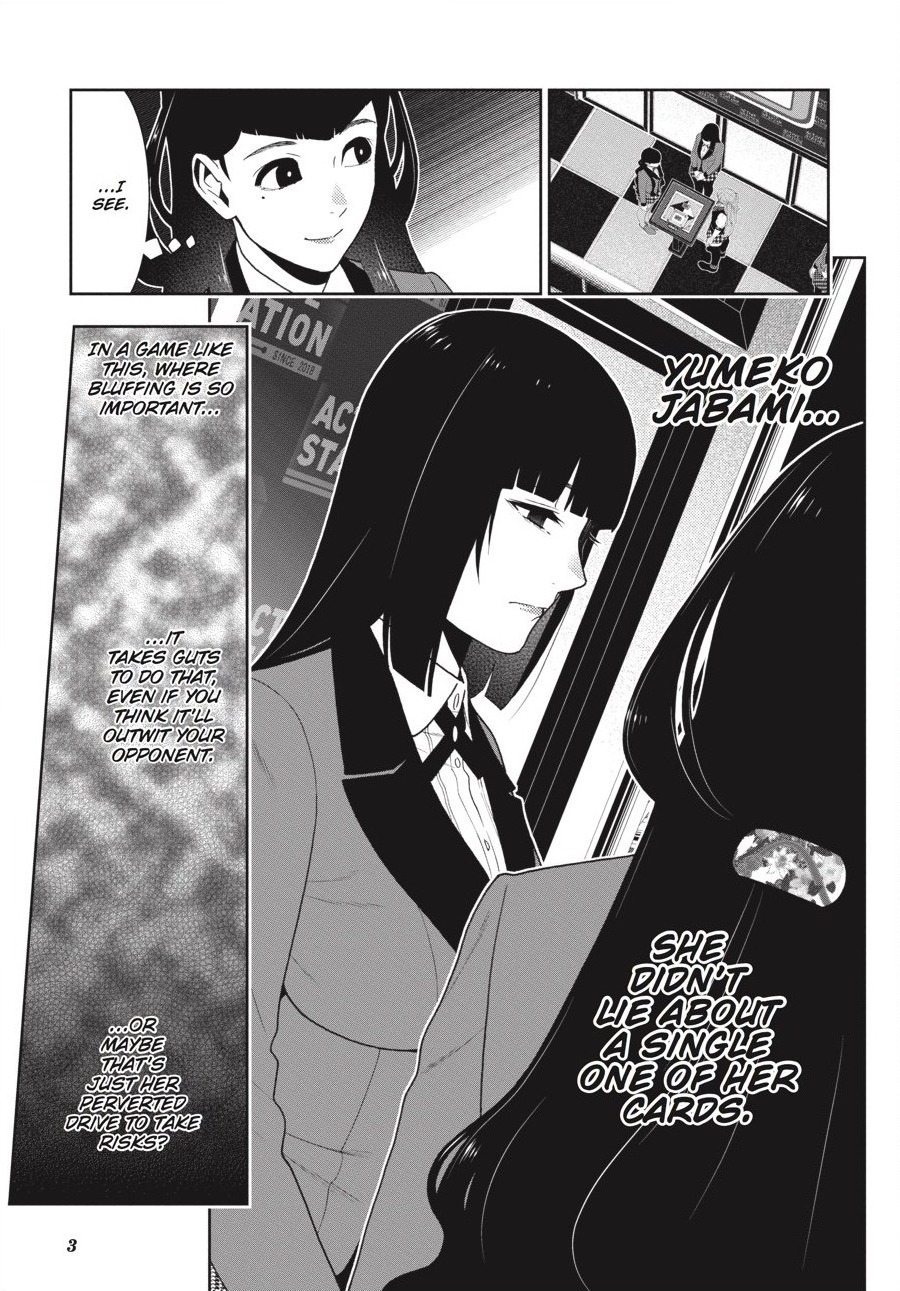 ...I
SEE.
YUMEKO
JABAMI...
ATION
SINCE 2018
AC
STA
ACT
CT
IN A GAME LIKE
THIS, WHERE
BLUFFING IS SO
IMPORTANT...
...IT
TAKES GUTS
TO DO THAT,
EVEN IF YOU
THINK IT'LL
OUTWIT YOUR
OPPONENT.
SHE
DIDN'T
LIE ABOUT
A SINGLE
ONE OF HER
CARDS.
...OR
MAYBE
THAT'S
JUST HER
PERVERTED
DRIVE TO TAKE
RISKS?
3